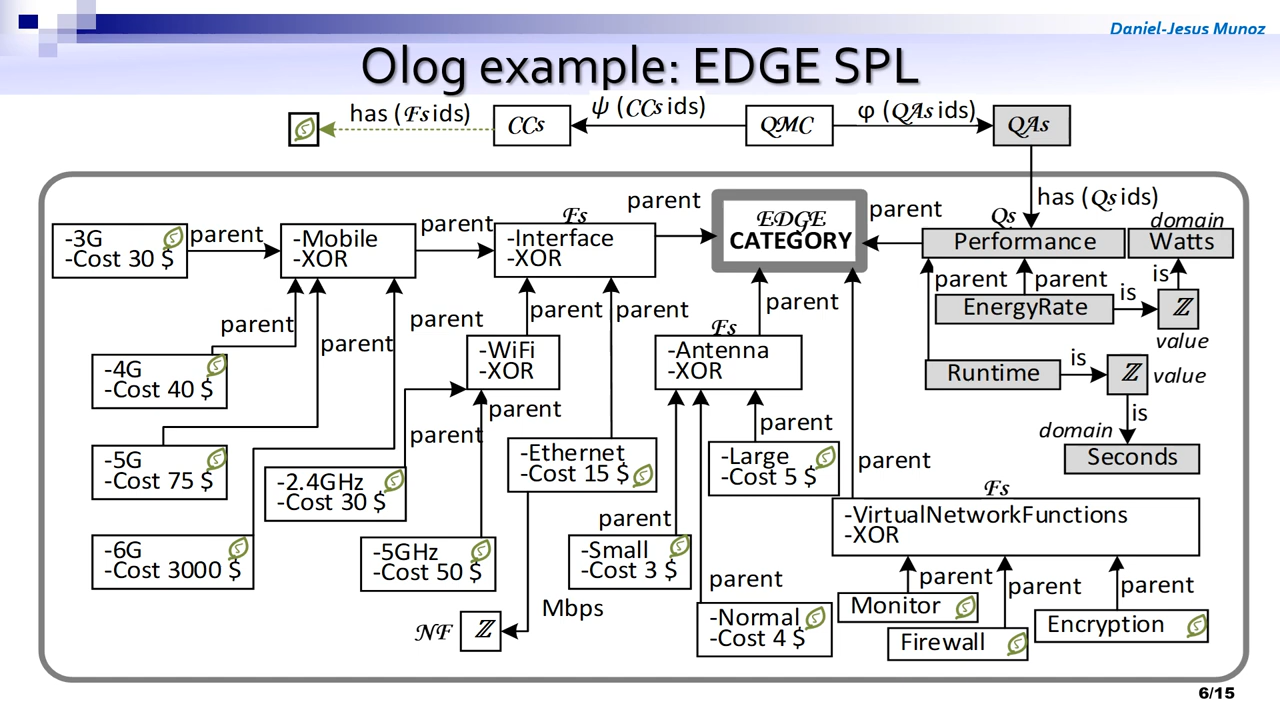 Daniel-Jesus Munoz
Olog example: EDGE SPL
has (Fs ids)
CCs
ψ (CCs ids)
QMC
φ (QAs ids)
QAs
has (Qs ids)
-3G
-Cost 30 $
parent
-Mobile
-XOR
parent
Fs
-Interface
-XOR
parent
EDGE
CATEGORY
parent
Qs
Performance
domain
Watts
parent
parent
is
is
EnergyRate
ℤ
value
parent
-4G
-Cost 40 $
parent
parent
parent
parent
-WiFi
-XOR
Fs
-Antenna
-XOR
parent
Runtime
is
ℤ
value
is
domain
Seconds
-5G
-Cost 75 $
parent
parent
-2.4GHz
-Cost 30 $
-Ethernet
-Cost 15 $
parent
-Large
-Cost 5 $
parent
Fs
-VirtualNetworkFunctions
-XOR
-6G
-Cost 3000 $
-5GHz
-Cost 50 $
parent
-Small
-Cost 3 $
parent
-Normal
-Cost 4 $
parent
parent
parent
Monitor
Firewall
Encryption
Mbps
NF
ℤ
6/15